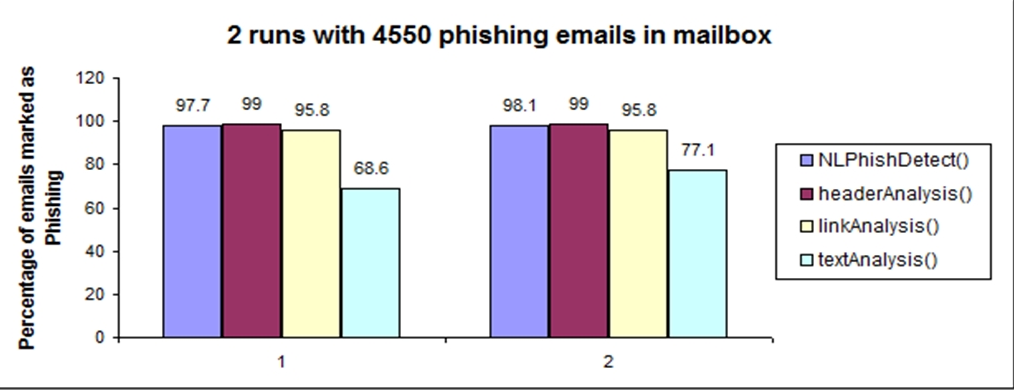 2 runs with 4550 phishing emails in mailbox
Percentage of emails marked as
Phishing
120
100
80
60
40
20
0
97.7
99
95.8
68.6
98.1
99
95.8
77.1
1
2
NLPhishDetect()
headerAnalysis()
linkAnalysis()
textAnalysis()